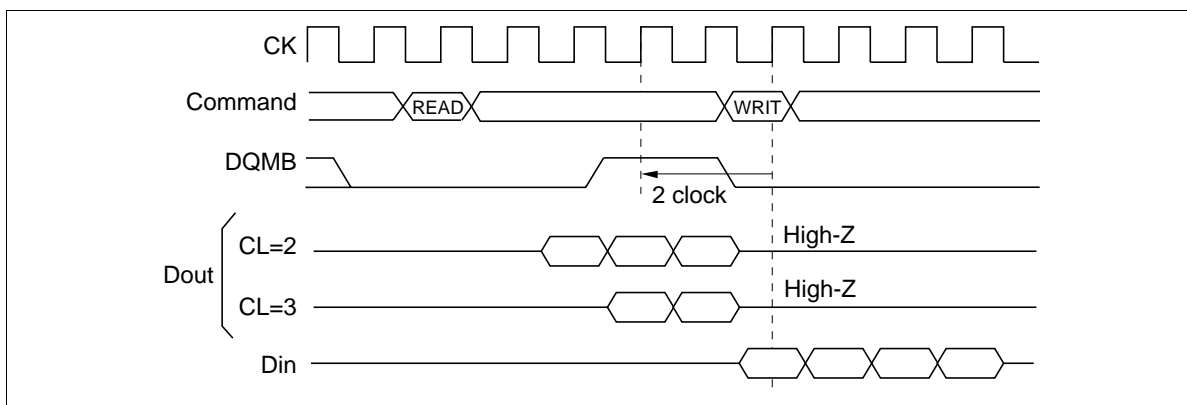 CK
Command READ WRIT
DQMB
2 clock
CL=2 High-Z
Dout
CL=3 High-Z
Din